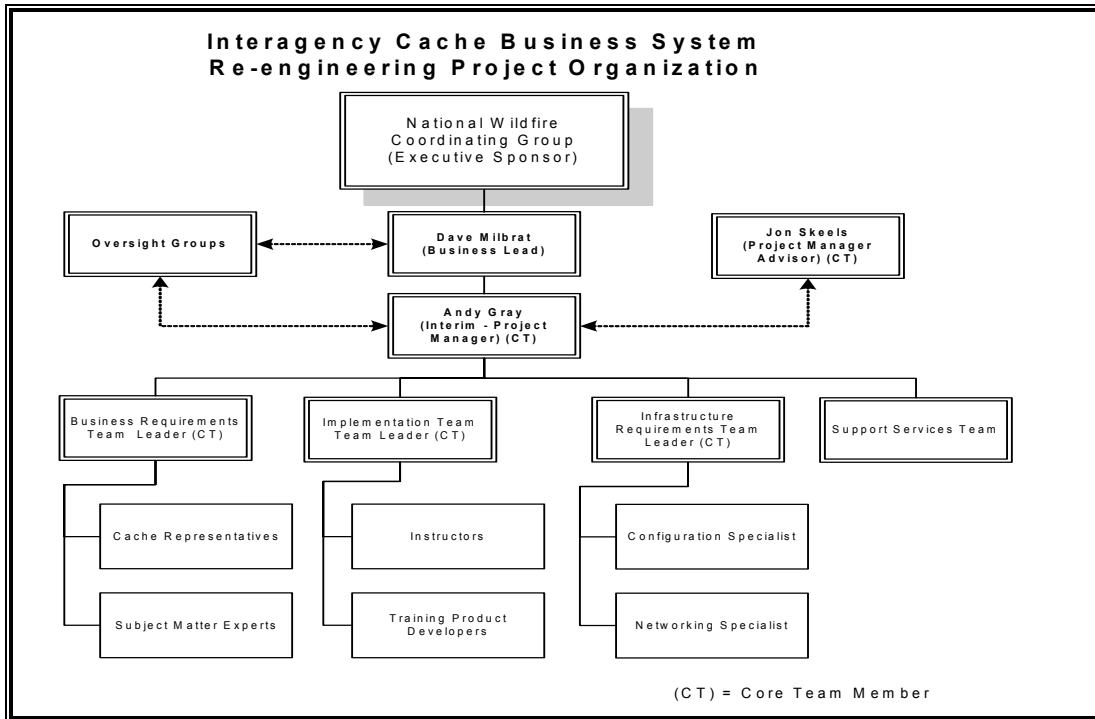 Interagency Cache Business System
Re-engineering Project Organization
National Wildfire
Coordinating Group
(Executive Sponsor)
Oversight Groups
Dave Milbrat
(Business Lead)
Jon Skeels
(Project Manager
Advisor) (CT)
Andy Gray
(Interim - Project
Manager) (CT)
Business Requirements
Team Leader (CT)
Implementation Team
Team Leader (CT)
Infrastructure
Requirements Team
Leader (CT)
Support Services Team
Cache Representatives
Instructors
Configuration Specialist
Subject Matter Experts
Training Product
Developers
Networking Specialist
(CT) = Core Team Member